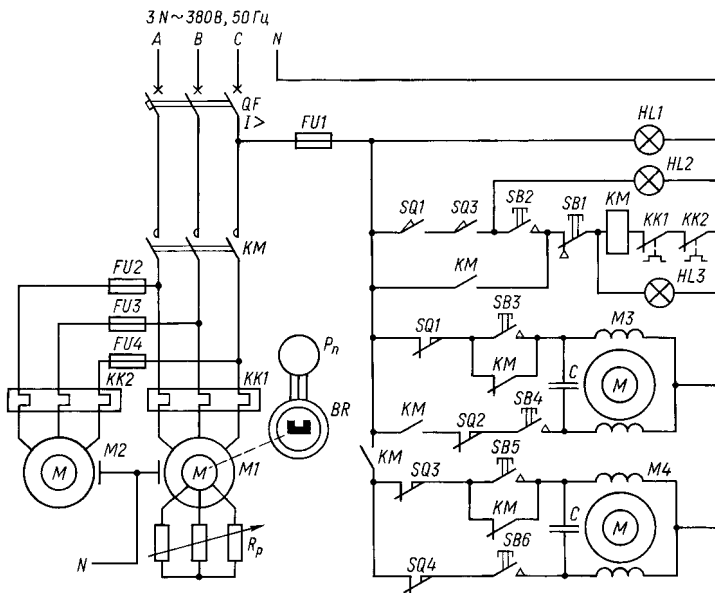 3 N ~ 380 В, 50 Гц
A B C N
QF
I >
FU1
HL1
HL2
SQ1 SQ3 SB2 SB1 KM KK1 KK2
KM
FU2
HL3
KM
FU3
SB3 M3
SQ1
FU4
Pп
KM
KK2 KK1
BR
C M
KM SQ2 SB4
M M2 M M1
KM
SQ3 SB5 M4
KM
C M
N Rp
SQ4 SB6